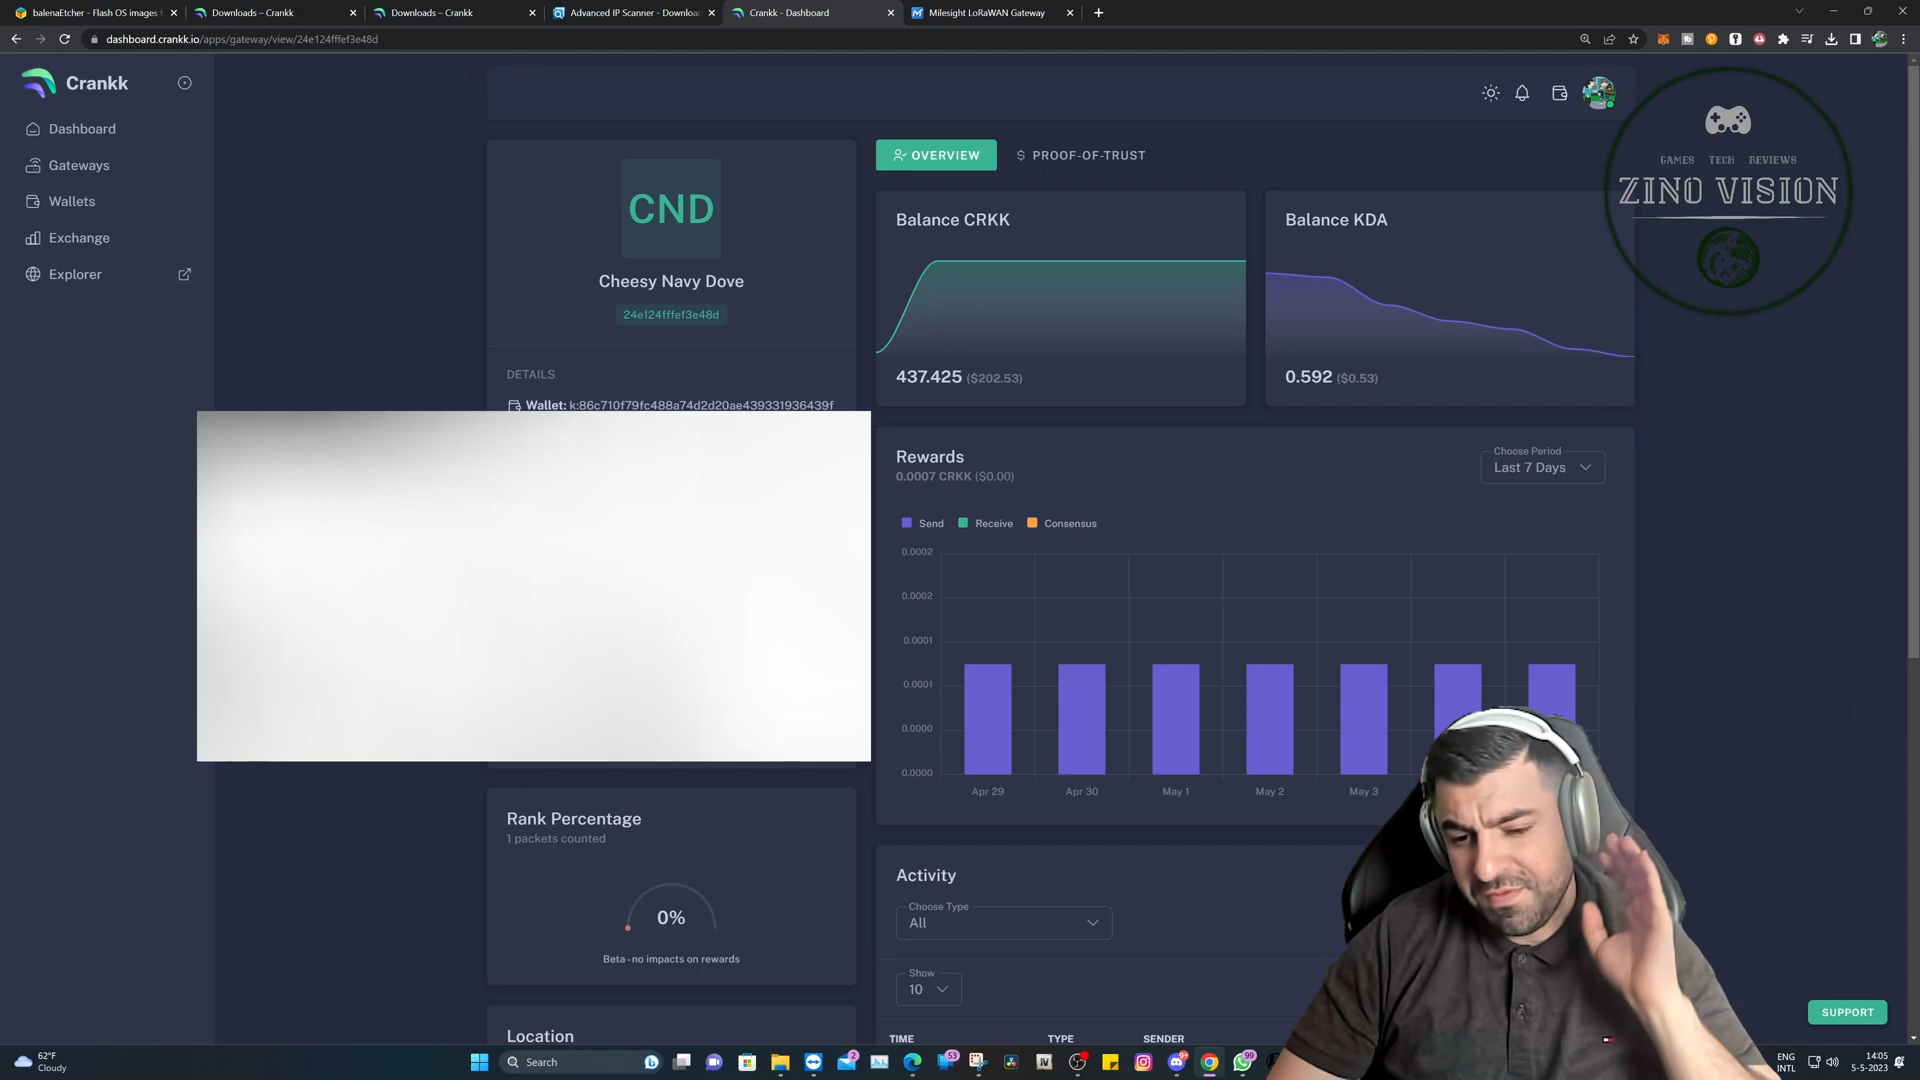 balenaEtcher - Flash OS images t
Downloads – Crankk
Downloads – Crankk
Advanced IP Scanner - Download
Crankk - Dashboard
Milesight LoRaWAN Gateway
dashboard.crankk.io/apps/gateway/view/24e124fffef3e48d
Crankk
Dashboard
Gateways
Wallets
Exchange
Explorer
CND
Cheesy Navy Dove
24e124fffef3e48d
DETAILS
Wallet: k:86c710f79fc488a74d2d20ae439331936439f
Rank Percentage
1 packets counted
0%
Beta - no impacts on rewards
Location
OVERVIEW
$ PROOF-OF-TRUST
Balance CRKK
437.425 ($202.53)
Balance KDA
0.592 ($0.53)
Rewards
0.0007 CRKK ($0.00)
Choose Period
Last 7 Days
Send
Receive
Consensus
0.0002
0.0002
0.0001
0.0001
0.0000
0.0000
Apr 29
Apr 30
May 1
May 2
May 3
Activity
Choose Type
All
Show
10
TIME
TYPE
SENDER
GAMES TECH REVIEWS
ZINO VISION
SUPPORT
62°F
Cloudy
Search
2
53
9+
99
ENG
INTL
14:05
5-5-2023